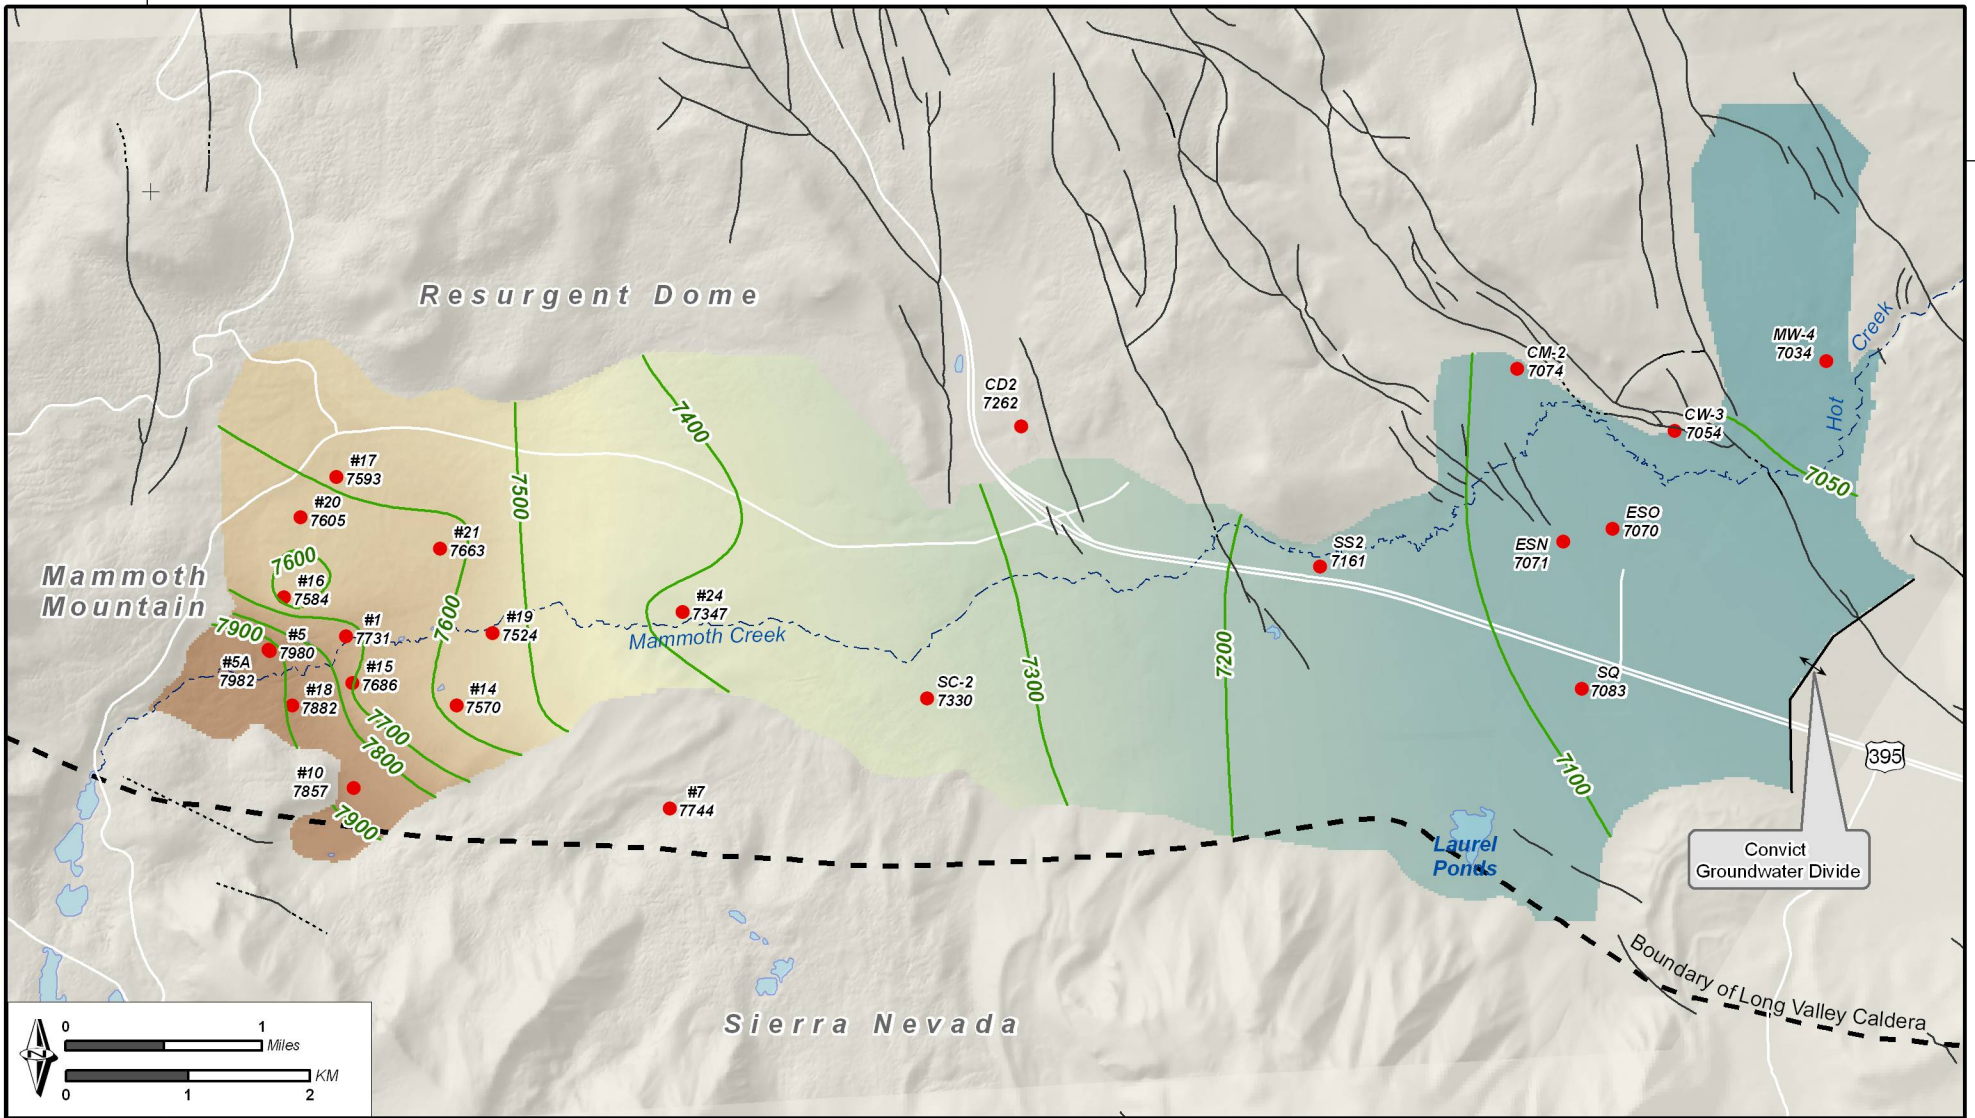 Resurgent Dome
7400
CD2
7262
CM-2
7074
MW-4
7034
Hot
Creek
CW-3
7054
7050
#17
7593
#20
7605
#21
7663
7500
ESO
7070
ESN
7071
SS2
7161
Mammoth
Mountain
7600
#16
7584
7900
#5
7980
#5A
7982
#1
7731
#15
7686
#18
7882
7600
#19
7524
#14
7570
#24
7347
Mammoth Creek
7300
7200
SC-2
7330
SQ
7083
7700
7800
7100
395
#10
7857
7900
#7
7744
Laurel
Ponds
Convict
Groundwater Divide
Boundary of Long Valley Caldera
Sierra Nevada
N
0 1
Miles
KM
0 1 2